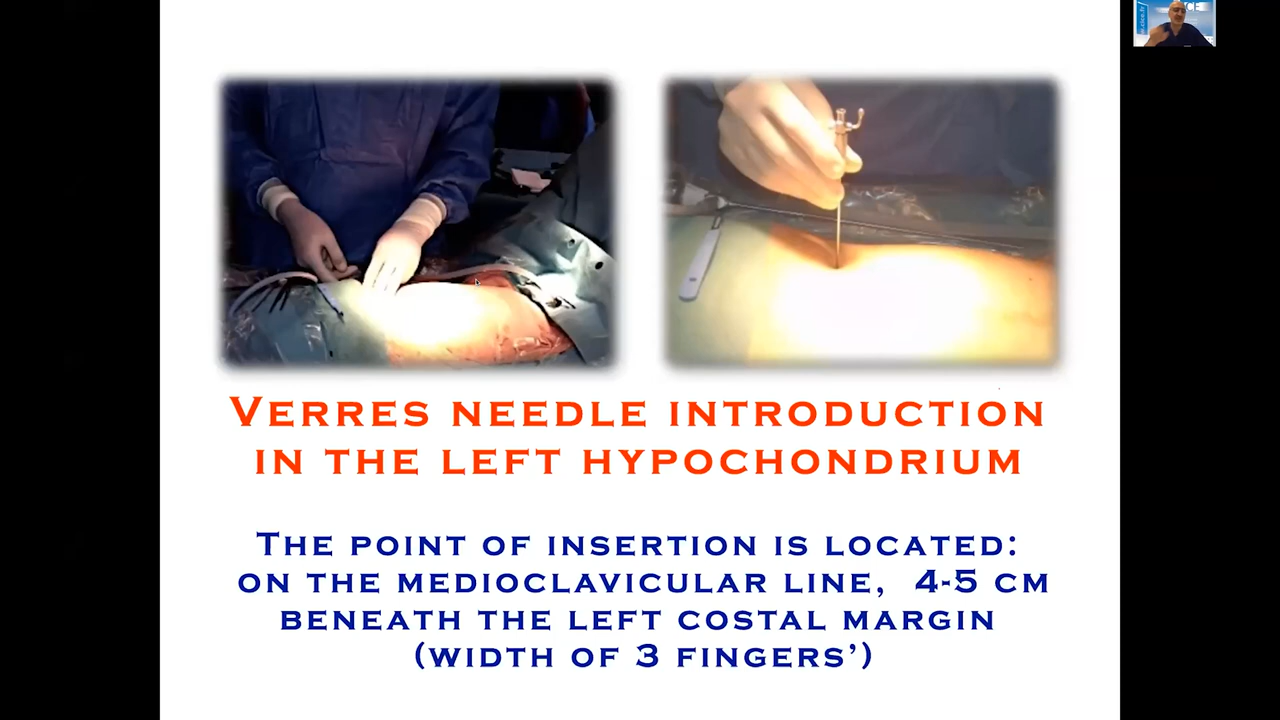 VERRES NEEDLE INTRODUCTION
IN THE LEFT HYPOCHONDRIUM
THE POINT OF INSERTION IS LOCATED:
ON THE MEDIOCLAVICULAR LINE, 4-5 CM
BENEATH THE LEFT COSTAL MARGIN
(WIDTH OF 3 FINGERS’)